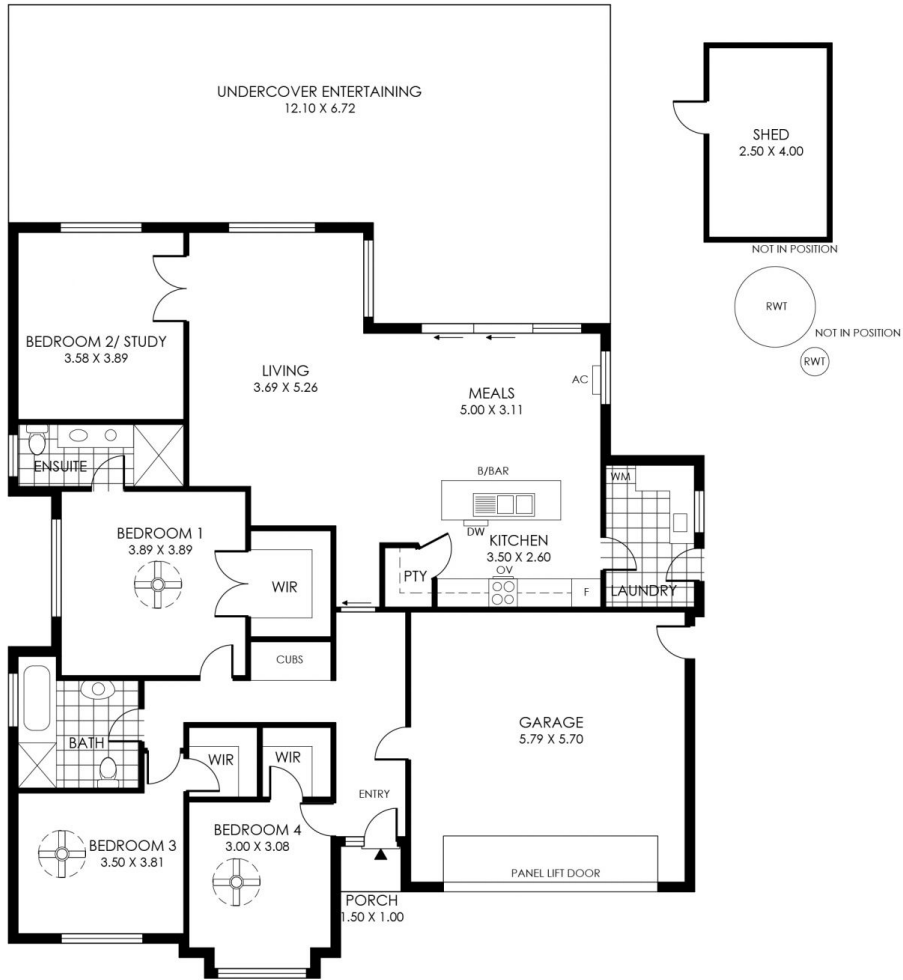 UNDERCOVER ENTERTAINING
12.10 X 6.72
SHED
2.50 X 4.00
NOT IN POSITION
RWT
NOT IN POSITION
RWT
BEDROOM 2/ STUDY
3.58 X 3.89
LIVING
3.69 X 5.26
MEALS
5.00 X 3.11
AC
ENSUITE
B/BAR
WM
DW
KITCHEN
3.50 X 2.60
OV
PTY
F
LAUNDRY
BEDROOM 1
3.89 X 3.89
WIR
CUBS
BATH
WIR
WIR
ENTRY
GARAGE
5.79 X 5.70
BEDROOM 3
3.50 X 3.81
BEDROOM 4
3.00 X 3.08
PANEL LIFT DOOR
PORCH
1.50 X 1.00